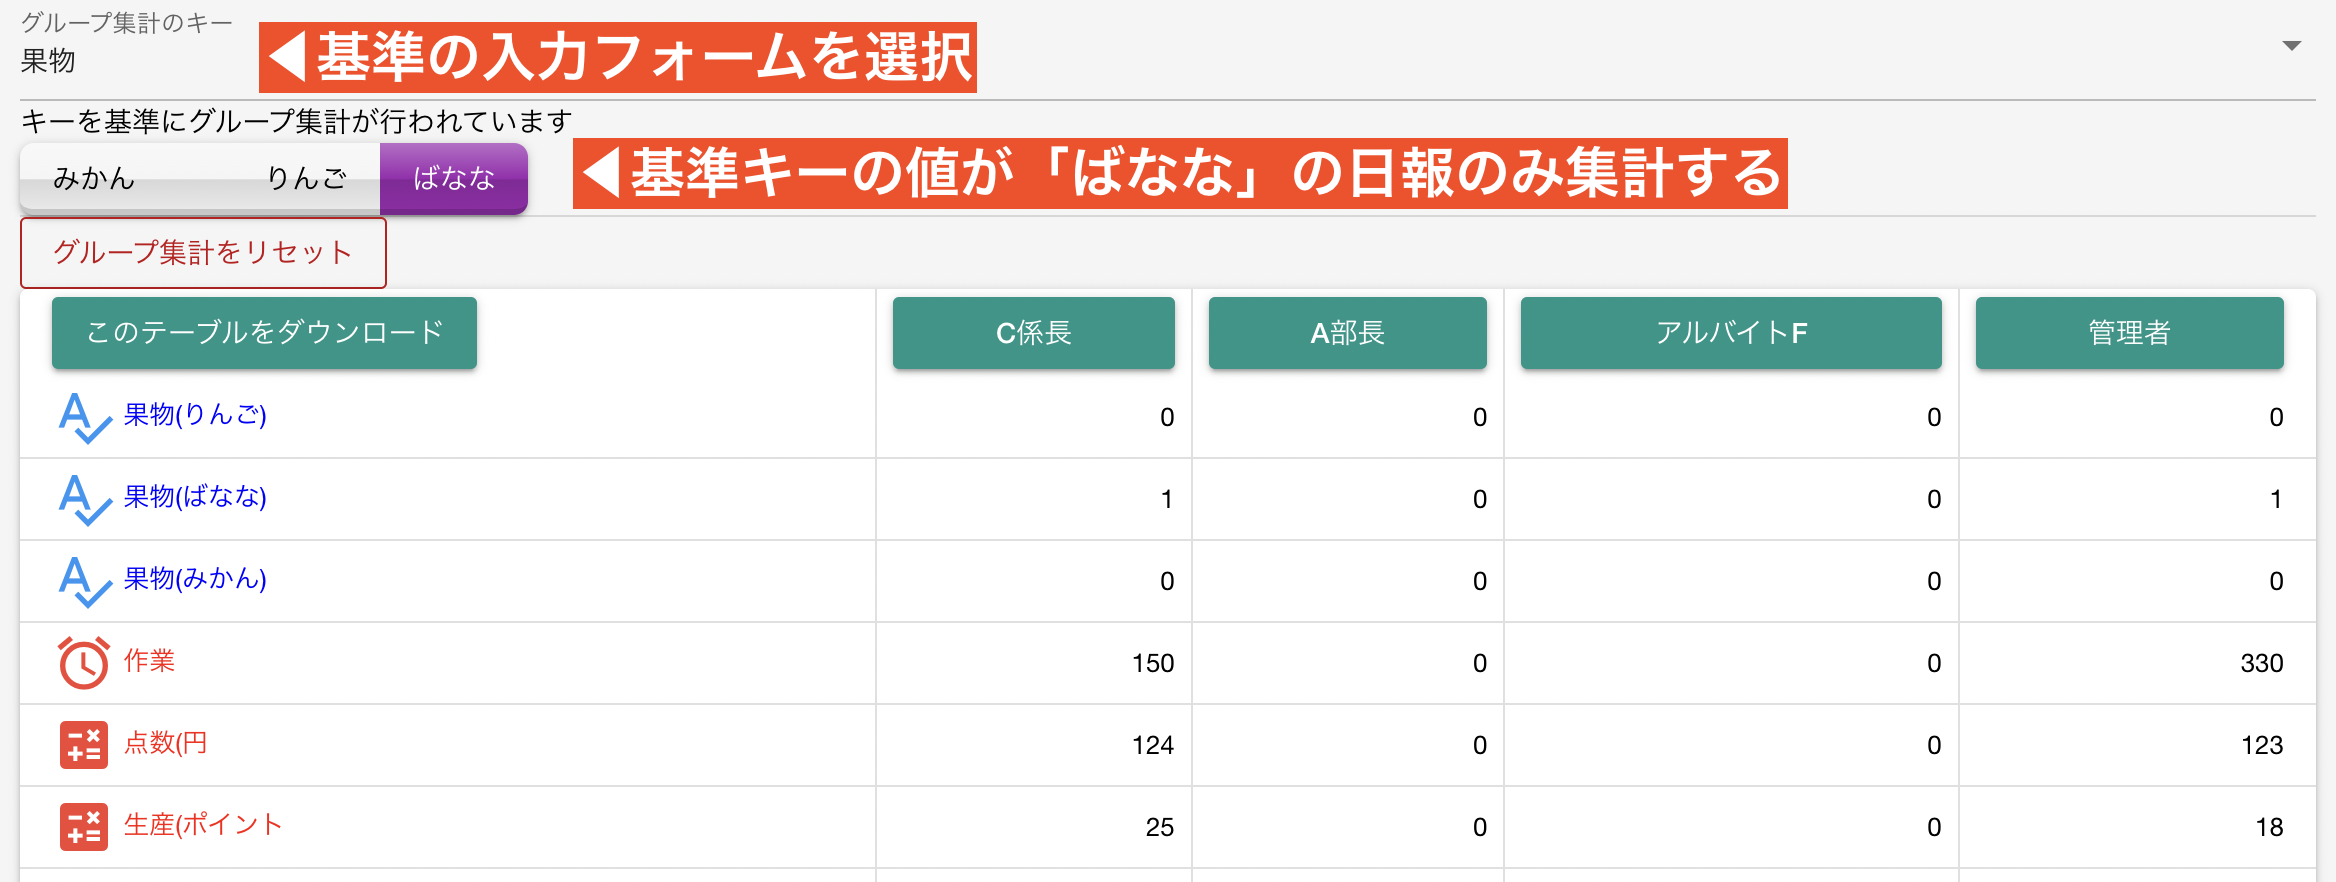 グループ集計のキー
果物
◀基準の入力フォームを選択
キーを基準にグループ集計が行われています
みかん りんご ばなな
◀基準キーの値が「ばなな」の日報のみ集計する
グループ集計をリセット
このテーブルをダウンロード C係長 A部長 アルバイトF 管理者
果物(りんご) 0 0 0 0
果物(ばなな) 1 0 0 1
果物(みかん) 0 0 0 0
作業 150 0 0 330
点数(円 124 0 0 123
生産(ポイント 25 0 0 18